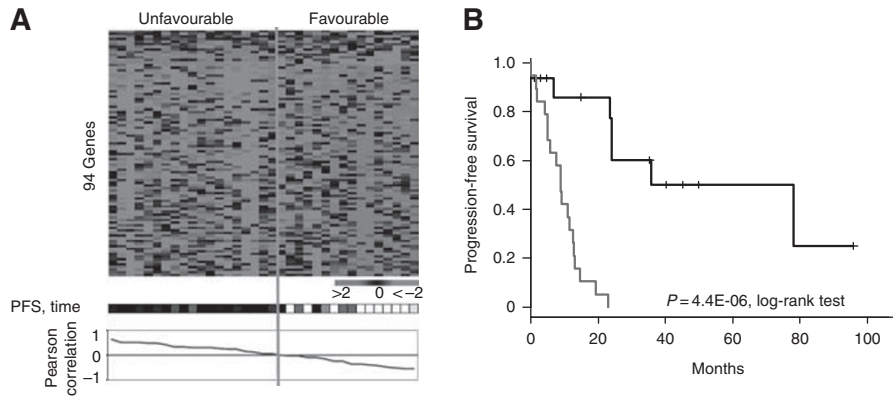 A
Unfavourable
Favourable
94 Genes
>2
0
<–2
PFS, time
Pearson
correlation
1
0
–1
B
Progression-free survival
1.0
0.8
0.6
0.4
0.2
0
P = 4.4E-06, log-rank test
0
20
40
60
80
100
Months